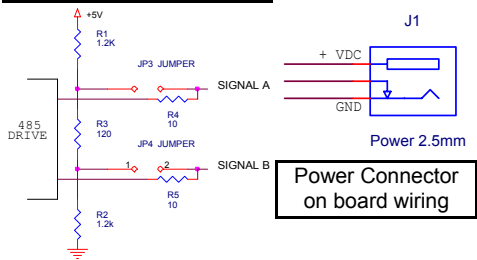 +5V
R1
1.2K
JP3 JUMPER
SIGNAL A
R4
10
485
DRIVE
R3
120
JP4 JUMPER
1
2
SIGNAL B
R5
10
R2
1.2k
J1
+ VDC
GND
Power 2.5mm
Power Connector
on board wiring